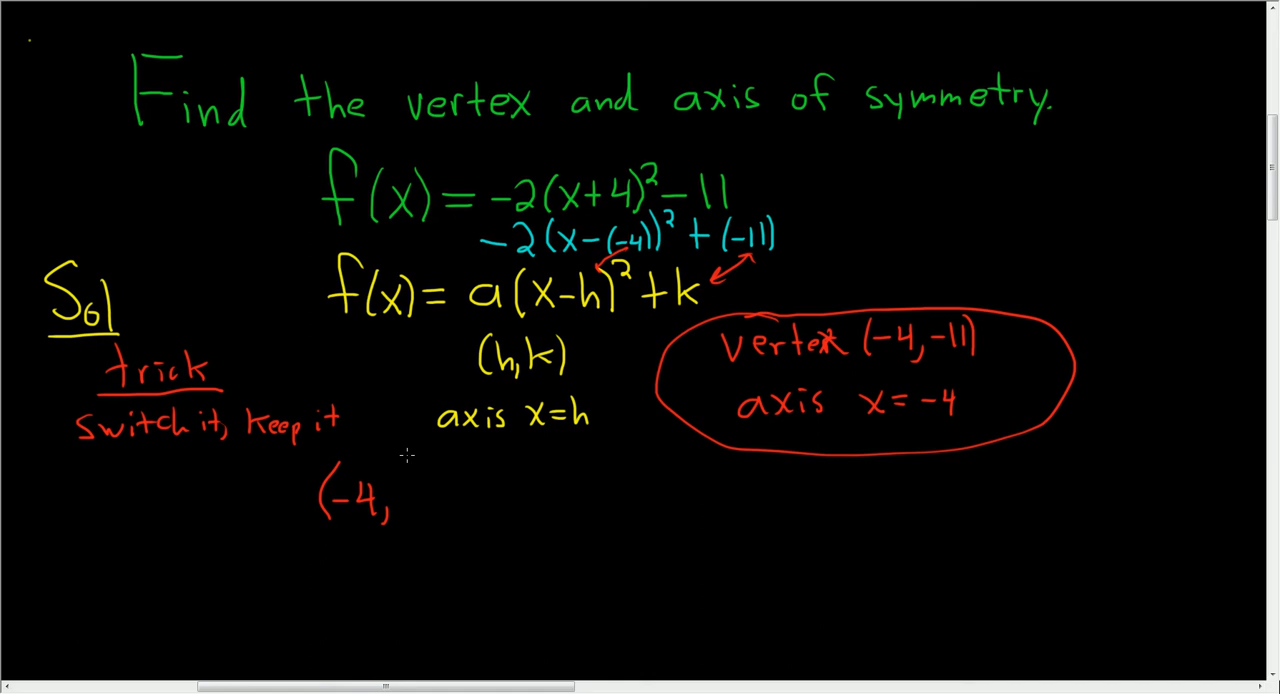 Find the vertex and axis of symmetry.
f(x) = -2(x+4)² - 11
-2(x-(-4))² + (-11)
Sol
f(x) = a(x-h)² + k
(h,k)
vertex (-4,-11)
trick
axis x=h
axis x=-4
switch it, keep it
(-4,